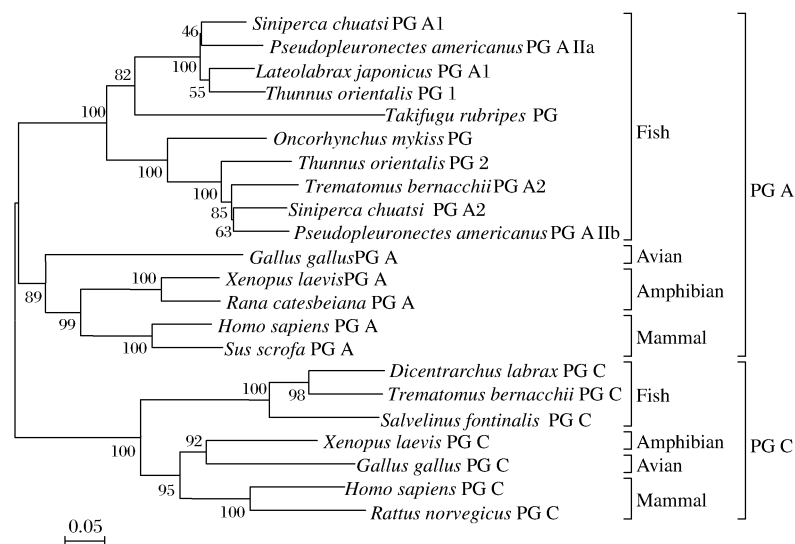 Siniperca chuatsi PG A1
46
Pseudopleuronectes americanus PG A IIa
100
Lateolabrax japonicus PG A1
82
55
Thunnus orientalis PG 1
100
Takifugu rubripes PG
Fish
Oncorhynchus mykiss PG
100
Thunnus orientalis PG 2
100
Trematomus bernacchii PG A2
PG A
85
Siniperca chuatsi PG A2
63
Pseudopleuronectes americanus PG A IIb
Gallus gallusPG A
Avian
89
100
Xenopus laevisPG A
Amphibian
Rana catesbeiana PG A
99
Homo sapiens PG A
Mammal
100
Sus scrofa PG A
Dicentrarchus labrax PG C
100
98
Trematomus bernacchii PG C
Fish
Salvelinus fontinalis PG C
100
92
Xenopus laevis PG C
Amphibian
PG C
Gallus gallus PG C
Avian
95
Homo sapiens PG C
Mammal
100
Rattus norvegicus PG C
0.05